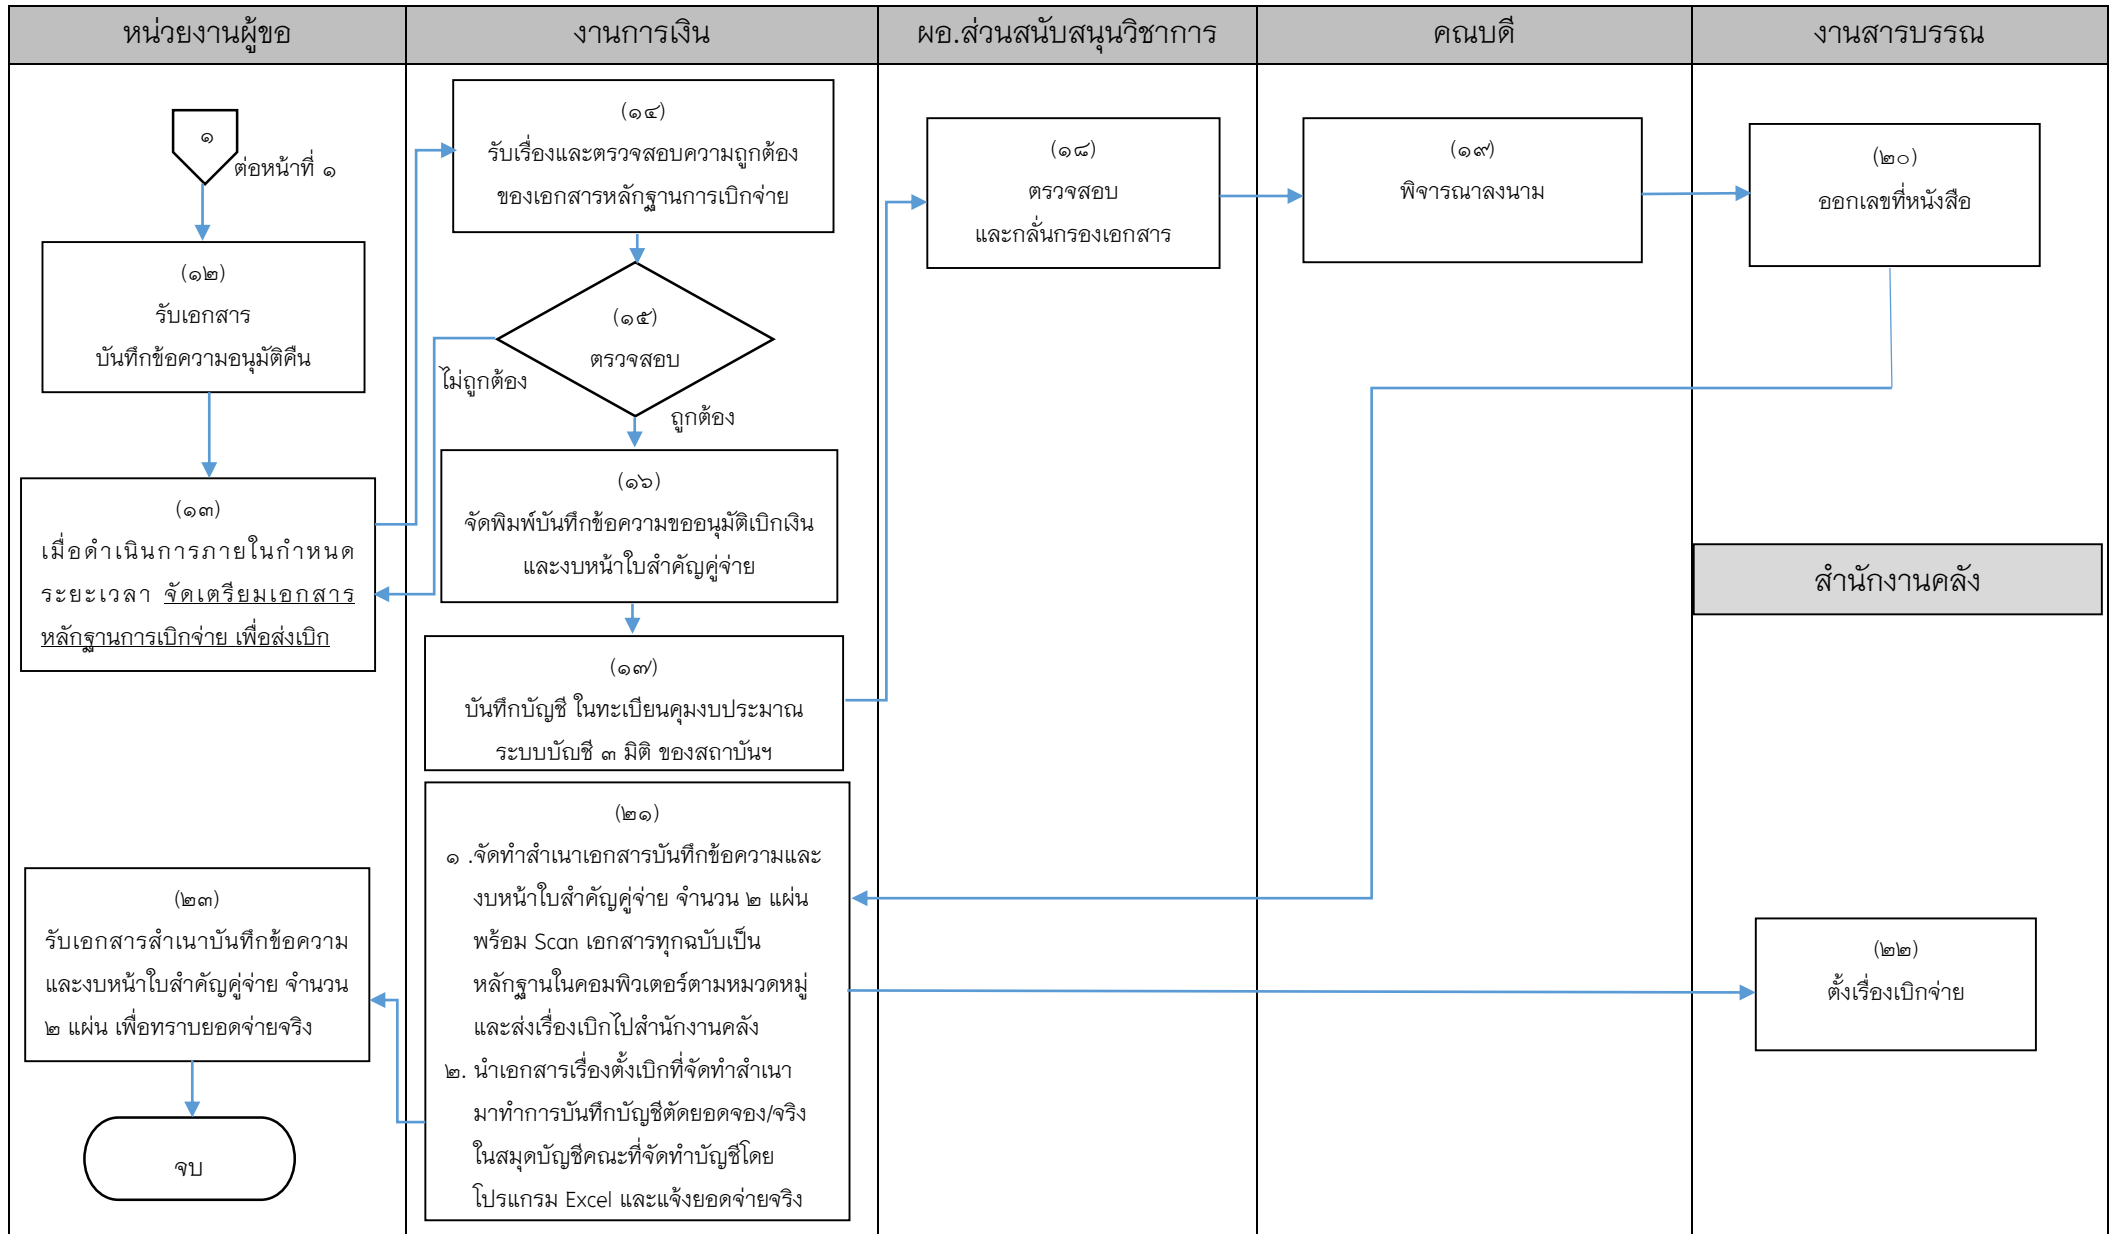 หน่วยงานผู้ขอ
งานการเงิน
ผอ.ส่วนสนับสนุนวิชาการ
คณบดี
งานสารบรรณ
๑
ต่อหน้าที่ ๑
(๑๒)
รับเอกสาร
บันทึกข้อความอนุมัติคืน
(๑๓)
เมื่อดำเนินการภายในกำหนด
ระยะเวลา จัดเตรียมเอกสาร
หลักฐานการเบิกจ่าย เพื่อส่งเบิก
(๑๔)
รับเรื่องและตรวจสอบความถูกต้อง
ของเอกสารหลักฐานการเบิกจ่าย
(๑๕)
ตรวจสอบ
ไม่ถูกต้อง
ถูกต้อง
(๑๖)
จัดพิมพ์บันทึกข้อความขออนุมัติเบิกเงิน
และงบหน้าใบสำคัญคู่จ่าย
(๑๗)
บันทึกบัญชี ในทะเบียนคุมงบประมาณ
ระบบบัญชี ๓ มิติ ของสถาบันฯ
(๑๘)
ตรวจสอบ
และกลั่นกรองเอกสาร
(๑๙)
พิจารณาลงนาม
(๒๐)
ออกเลขที่หนังสือ
สำนักงานคลัง
(๒๑)
๑ .จัดทำสำเนาเอกสารบันทึกข้อความและ
งบหน้าใบสำคัญคู่จ่าย จำนวน ๒ แผ่น
พร้อม Scan เอกสารทุกฉบับเป็น
หลักฐานในคอมพิวเตอร์ตามหมวดหมู่
และส่งเรื่องเบิกไปสำนักงานคลัง
๒. นำเอกสารเรื่องตั้งเบิกที่จัดทำสำเนา
มาทำการบันทึกบัญชีตัดยอดจอง/จริง
ในสมุดบัญชีคณะที่จัดทำบัญชีโดย
โปรแกรม Excel และแจ้งยอดจ่ายจริง
(๒๒)
ตั้งเรื่องเบิกจ่าย
(๒๓)
รับเอกสารสำเนาบันทึกข้อความ
และงบหน้าใบสำคัญคู่จ่าย จำนวน
๒ แผ่น เพื่อทราบยอดจ่ายจริง
จบ